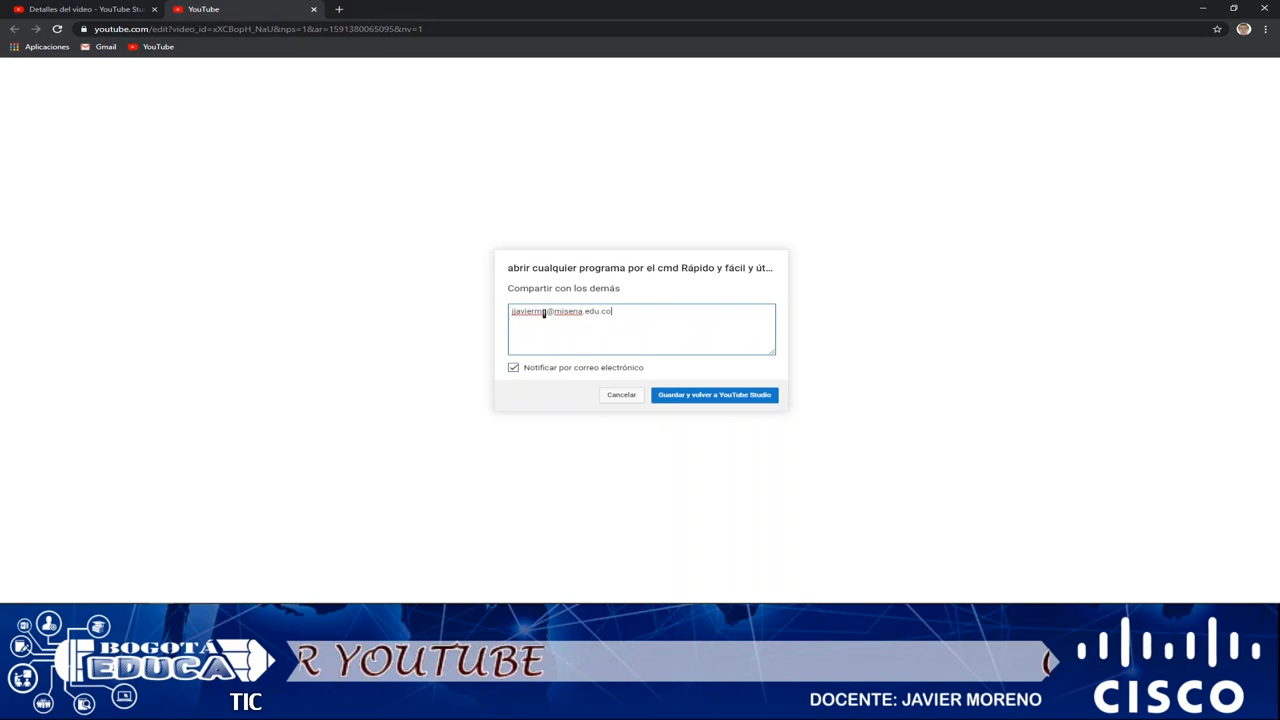 Detalles del video - YouTube Stu
YouTube
youtube.com/edit?video_id=xXCBopH_NaU&nps=1&ar=1591380065095&nv=1
Aplicaciones
Gmail
YouTube
abrir cualquier programa por el cmd Rápido y fácil y út...
Compartir con los demás
@misena.edu.co
Notificar por correo electrónico
Cancelar
Guardar y volver a YouTube Studio
BOGOTÁ
EDUCA
TIC
R YOUTUBE
DOCENTE: JAVIER MORENO
CISCO